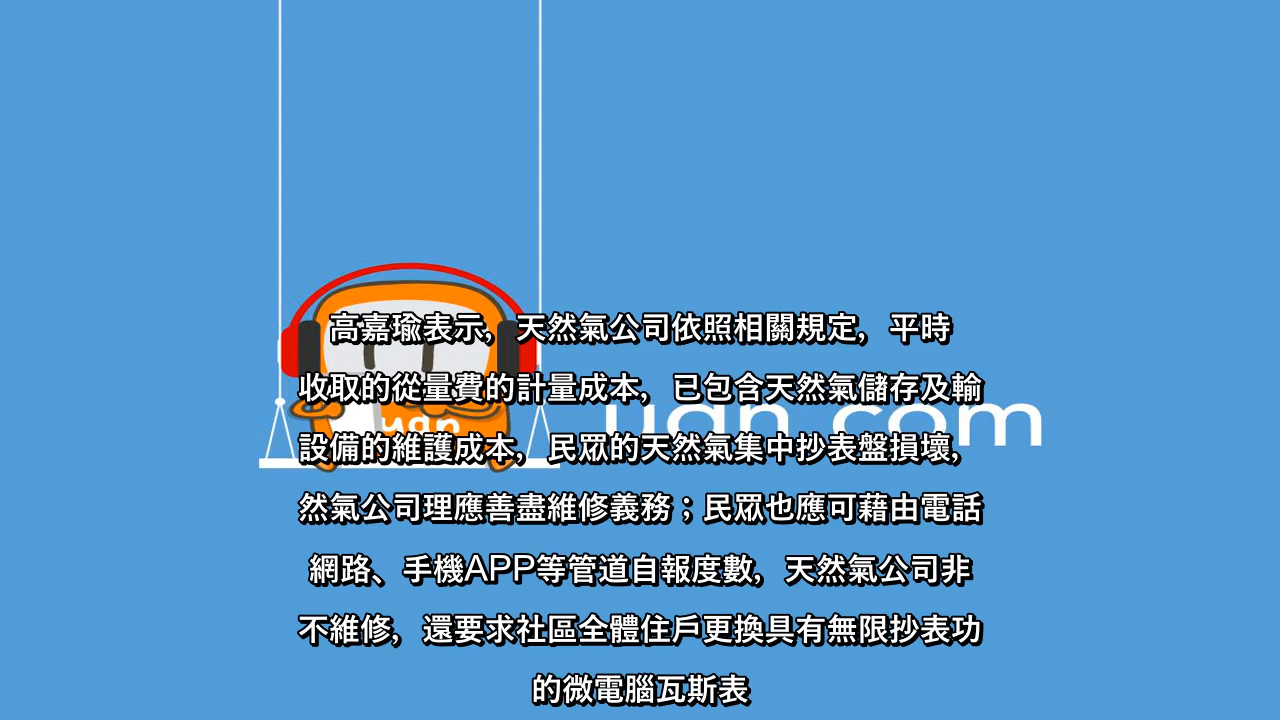 高嘉瑜表示，天然氣公司依照相關規定，平時
收取的從量費的計量成本，已包含天然氣儲存及輸
udn.com
udn
設備的維護成本，民眾的天然氣集中抄表盤損壞，
然氣公司理應善盡維修義務；民眾也應可藉由電話
網路、手機APP等管道自報度數，天然氣公司非
不維修，還要求社區全體住戶更換具有無限抄表功
的微電腦瓦斯表